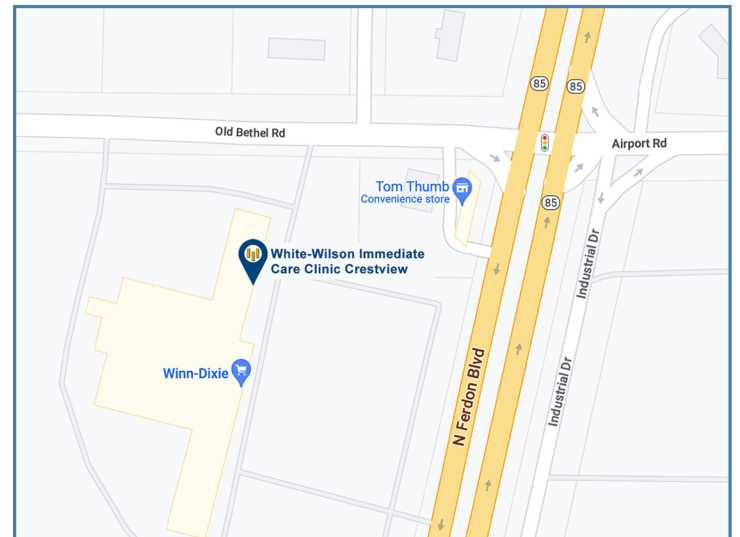 85
85
Old Bethel Rd
Airport Rd
Tom Thumb
Convenience store
85
White-Wilson Immediate
Care Clinic Crestview
Industrial Dr
Winn-Dixie
N Ferdon Blvd
Industrial Dr